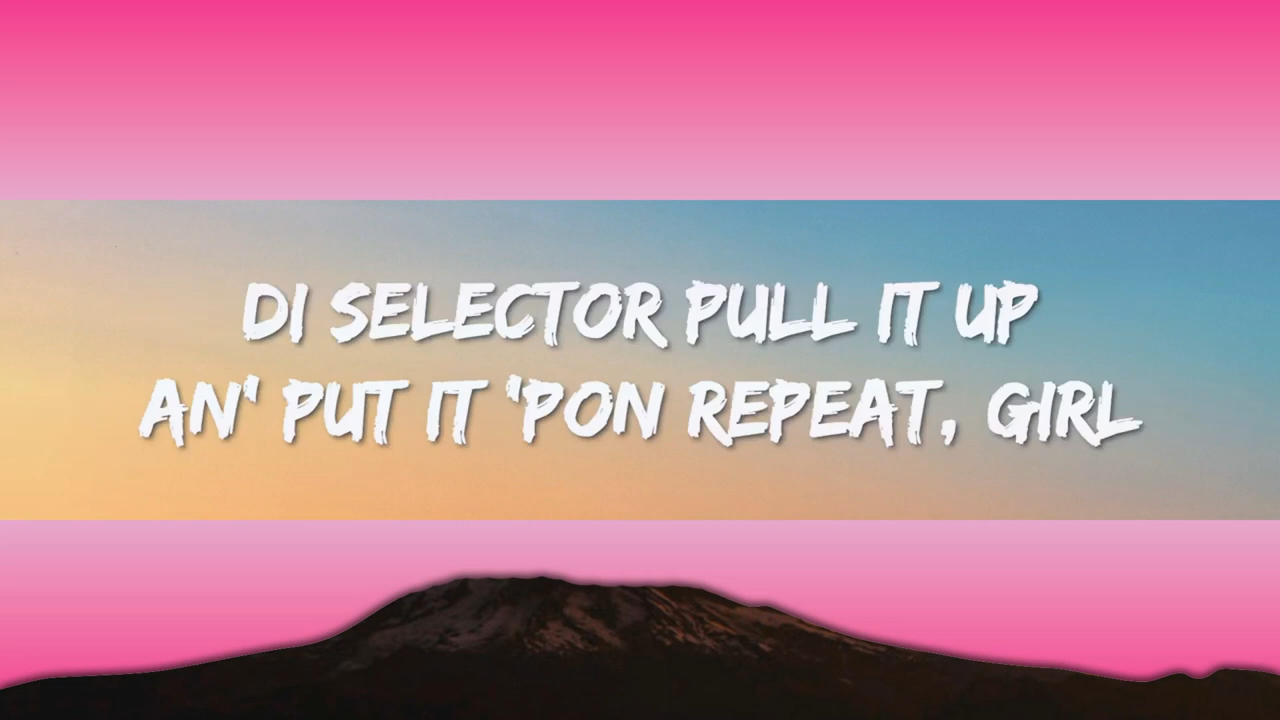 DI SELECTOR PULL IT UP
AN' PUT IT 'PON REPEAT, GIRL